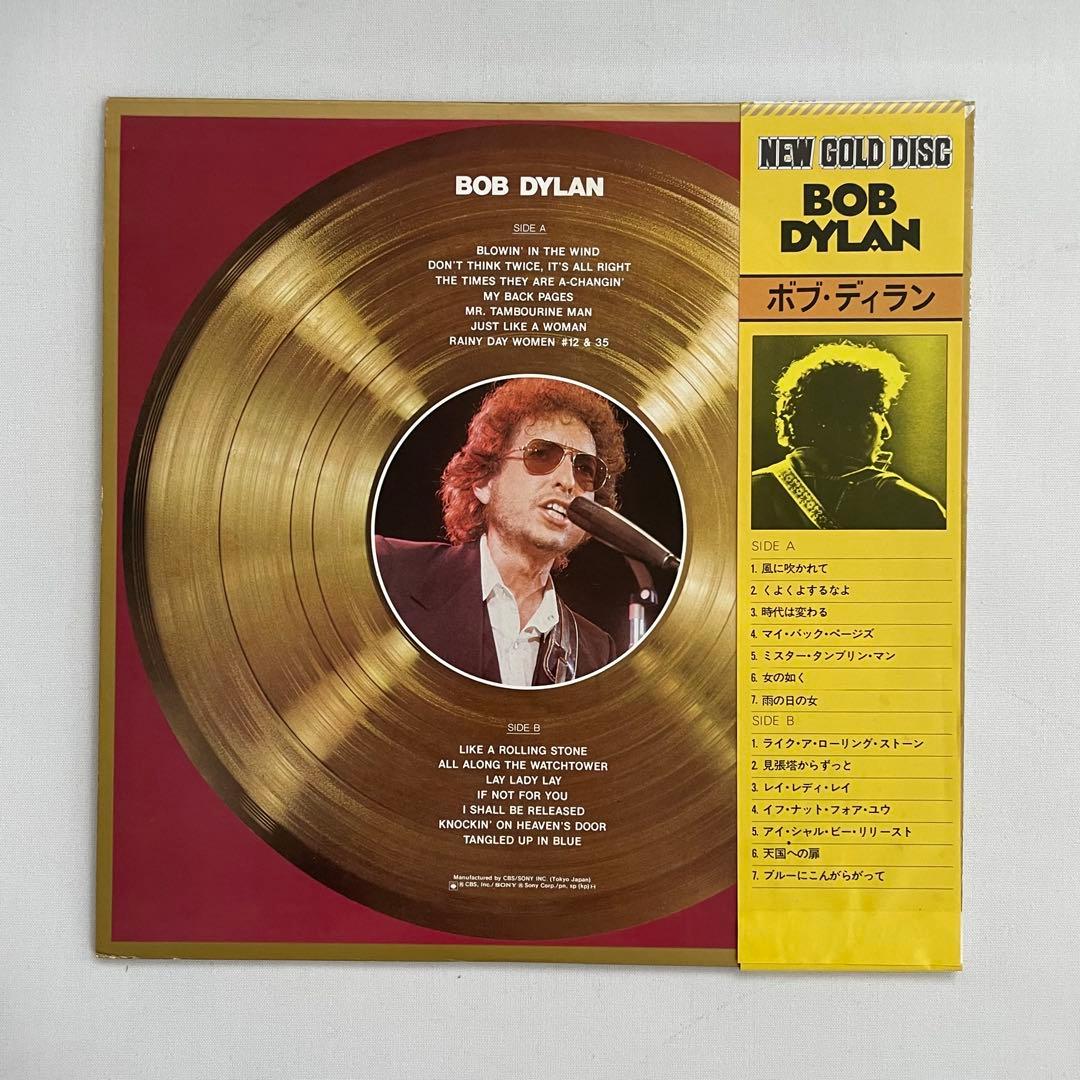 BOB DYLAN
SIDE A
BLOWIN' IN THE WIND
DON'T THINK TWICE, IT'S ALL RIGHT
THE TIMES THEY ARE A-CHANGIN'
MY BACK PAGES
MR. TAMBOURINE MAN
JUST LIKE A WOMAN
RAINY DAY WOMEN #12 & 35
SIDE B
LIKE A ROLLING STONE
ALL ALONG THE WATCHTOWER
LAY LADY LAY
IF NOT FOR YOU
I SHALL BE RELEASED
KNOCKIN' ON HEAVEN'S DOOR
TANGLED UP IN BLUE
Manufactured by CBS/SONY INC. (Tokyo Japan)
CBS, Inc./SONY ® Sony Corp./pn, sp (kp) H
NEW GOLD DISC
BOB
DYLAN
ボブ・ディラン
SIDE A
1. 風に吹かれて
2. くよくよするなよ
3. 時代は変わる
4. マイ・バック・ページズ
5. ミスター・タンブリン・マン
6. 女の如く
7. 雨の日の女
SIDE B
1. ライク・ア・ローリング・ストーン
2. 見張塔からずっと
3. レイ・レディ・レイ
4. イフ・ナット・フォア・ユウ
5. アイ・シャル・ビー・リリースト
6. 天国への扉
7. ブルーにこんがらがって